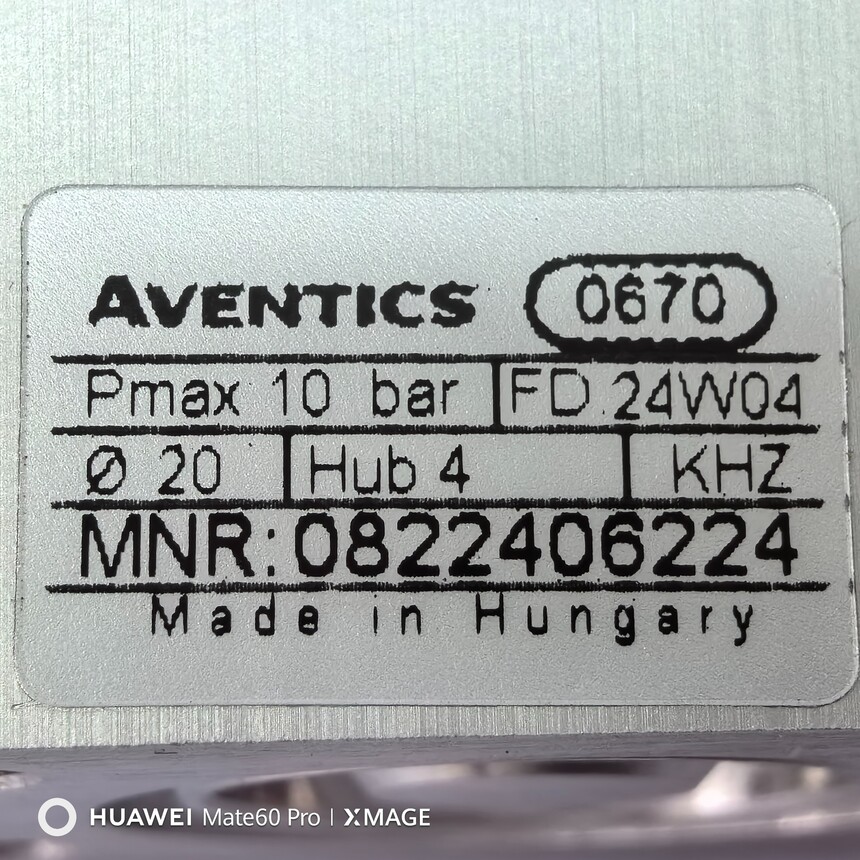 AVENTICS 0670
Pmax 10 bar FD 24W04
Ø 20 Hub 4 KHZ
MNR: 0822406224
Made in Hungary
HUAWEI Mate60 Pro | XMAGE